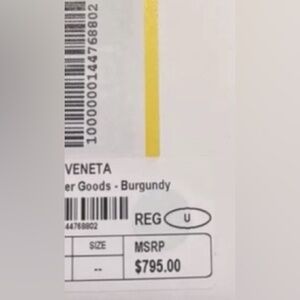 1000000144768802
VENETA
er Goods - Burgundy
44768802
REG U
SIZE MSRP
-- $795.00